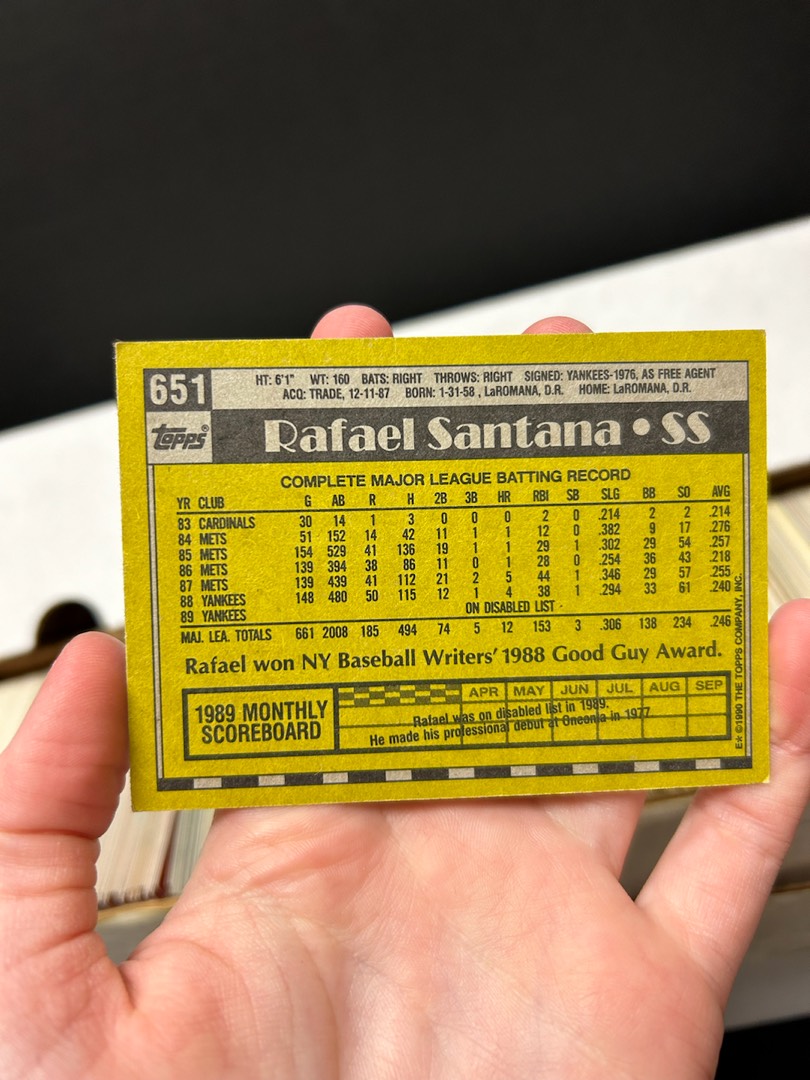 651
HT: 6'1" WT: 160 BATS: RIGHT THROWS: RIGHT SIGNED: YANKEES-1976, AS FREE AGENT
ACQ: TRADE, 12-11-87 BORN: 1-31-58 , LaROMANA, D.R. HOME: LaROMANA, D.R.
Topps® Rafael Santana • SS
COMPLETE MAJOR LEAGUE BATTING RECORD
YR CLUB G AB R H 2B 3B HR RBI SB SLG BB SO AVG
83 CARDINALS 30 14 1 3 0 0 0 2 0 .214 2 2 .214
84 METS 51 152 14 42 11 1 1 12 0 .382 9 17 .276
85 METS 154 529 41 136 19 1 1 29 1 .302 29 54 .257
86 METS 139 394 38 86 11 0 1 28 0 .254 36 43 .218
87 METS 139 439 41 112 21 2 5 44 1 .346 29 57 .255
88 YANKEES 148 480 50 115 12 1 4 38 1 .294 33 61 .240
89 YANKEES ON DISABLED LIST
MAJ. LEA. TOTALS 661 2008 185 494 74 5 12 153 3 .306 138 234 .246
Rafael won NY Baseball Writers' 1988 Good Guy Award.
1989 MONTHLY
SCOREBOARD
APR MAY JUN JUL AUG SEP
Rafael was on disabled list in 1989.
He made his professional debut at Oneonta in 1977
E* ©1990 THE TOPPS COMPANY, INC.